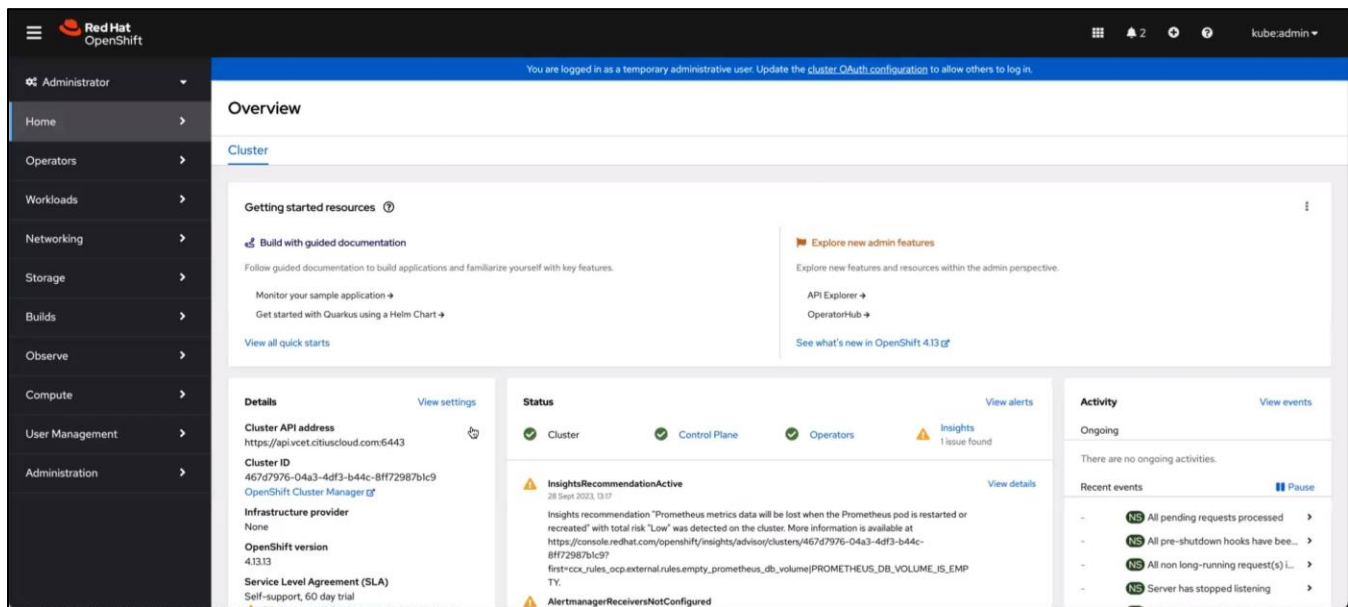 Red Hat
OpenShift
2
kube:admin
You are logged in as a temporary administrative user. Update the cluster OAuth configuration to allow others to log in.
Administrator
Home
Operators
Workloads
Networking
Storage
Builds
Observe
Compute
User Management
Administration
Overview
Cluster
Getting started resources
Build with guided documentation
Follow guided documentation to build applications and familiarize yourself with key features.
Monitor your sample application →
Get started with Quarkus using a Helm Chart →
View all quick starts
Explore new admin features
Explore new features and resources within the admin perspective.
API Explorer →
OperatorHub →
See what's new in OpenShift 4.13
Details
View settings
Cluster API address
https://api.vcet.citiuscloud.com:6443
Cluster ID
467d7976-04a3-4df3-b44c-8ff72987b1c9
OpenShift Cluster Manager
Infrastructure provider
None
OpenShift version
4.13.13
Service Level Agreement (SLA)
Self-support, 60 day trial
Status
View alerts
Cluster
Control Plane
Operators
Insights
1 issue found
InsightsRecommendationActive
View details
28 Sept 2023, 13:17
Insights recommendation "Prometheus metrics data will be lost when the Prometheus pod is restarted or
recreated" with total risk "Low" was detected on the cluster. More information is available at
https://console.redhat.com/openshift/insights/advisor/clusters/467d7976-04a3-4df3-b44c-
8ff72987b1c9?
first=ccx_rules_ocp.external.rules.empty_prometheus_db_volume|PROMETHEUS_DB_VOLUME_IS_EMP
TY.
AlertmanagerReceiversNotConfigured
Activity
View events
Ongoing
There are no ongoing activities.
Recent events
Pause
- NS All pending requests processed
- NS All pre-shutdown hooks have bee...
- NS All non long-running request(s) i...
- NS Server has stopped listening